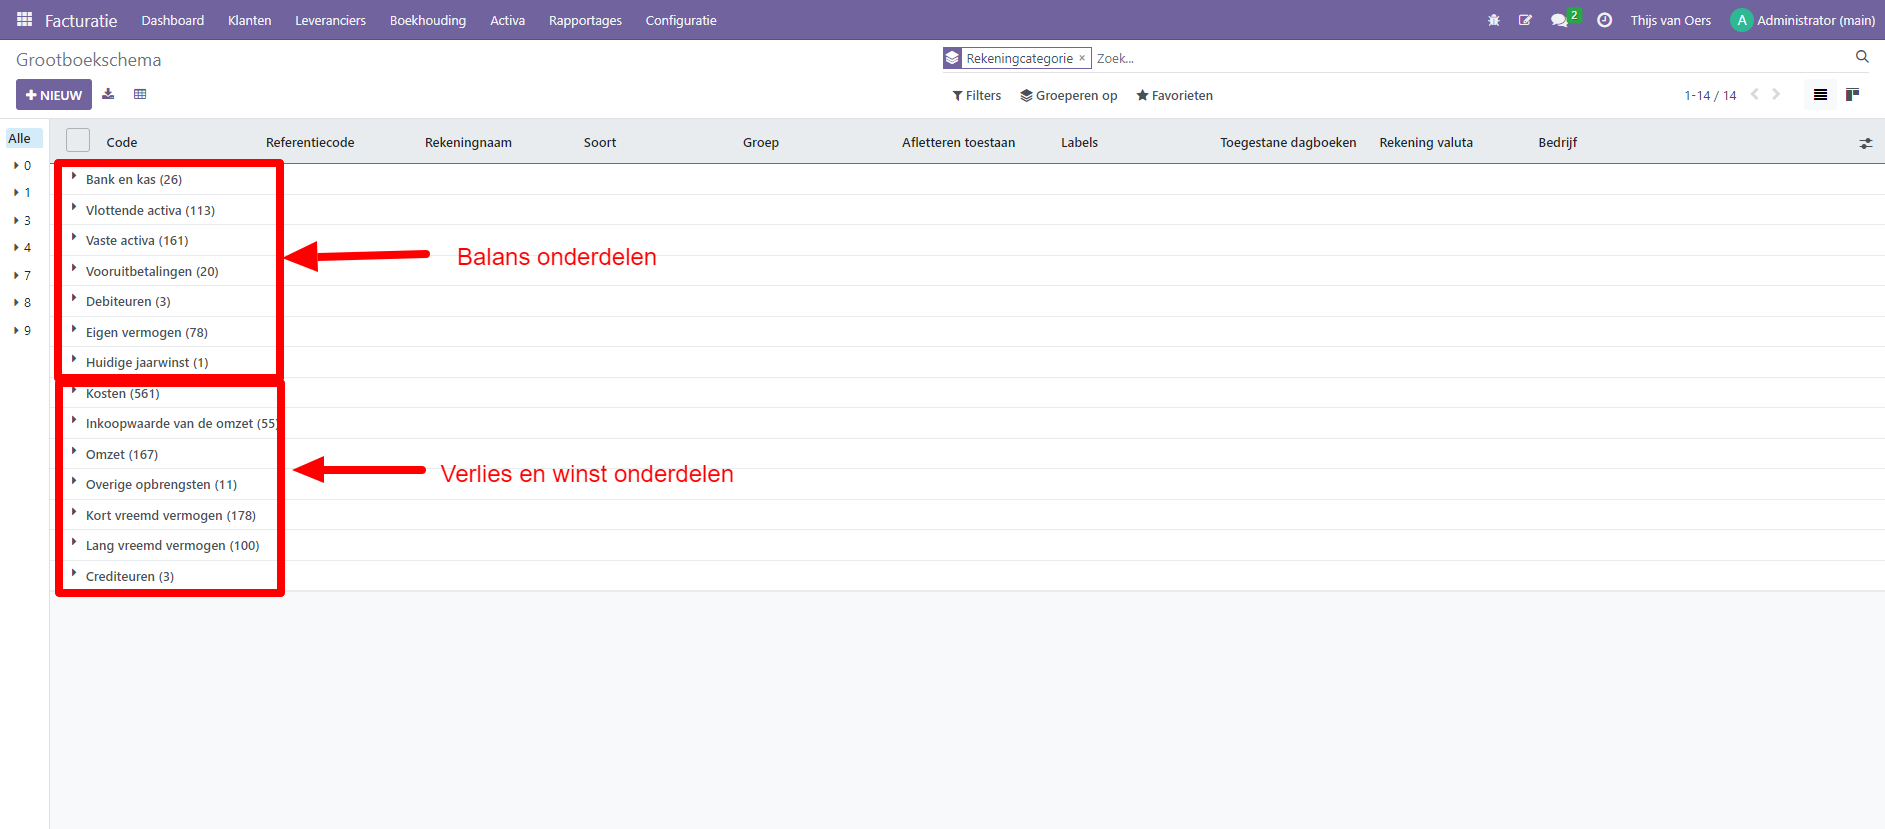 Facturatie Dashboard Klanten Leveranciers Boekhouding Activa Rapportages Configuratie 2 Thijs van Oers A Administrator (main)
Grootboekschema Rekeningcategorie × Zoek...
+ NIEUW Filters Groeperen op Favorieten 1-14 / 14
Alle Code Referentiecode Rekeningnaam Soort Groep Afletteren toestaan Labels Toegestane dagboeken Rekening valuta Bedrijf
0
1
3
4
7
8
9
Bank en kas (26)
Vlottende activa (113)
Vaste activa (161)
Vooruitbetalingen (20)
Debiteuren (3)
Eigen vermogen (78)
Huidige jaarwinst (1)
Balans onderdelen
Kosten (561)
Inkoopwaarde van de omzet (55)
Omzet (167)
Overige opbrengsten (11)
Kort vreemd vermogen (178)
Lang vreemd vermogen (100)
Crediteuren (3)
Verlies en winst onderdelen